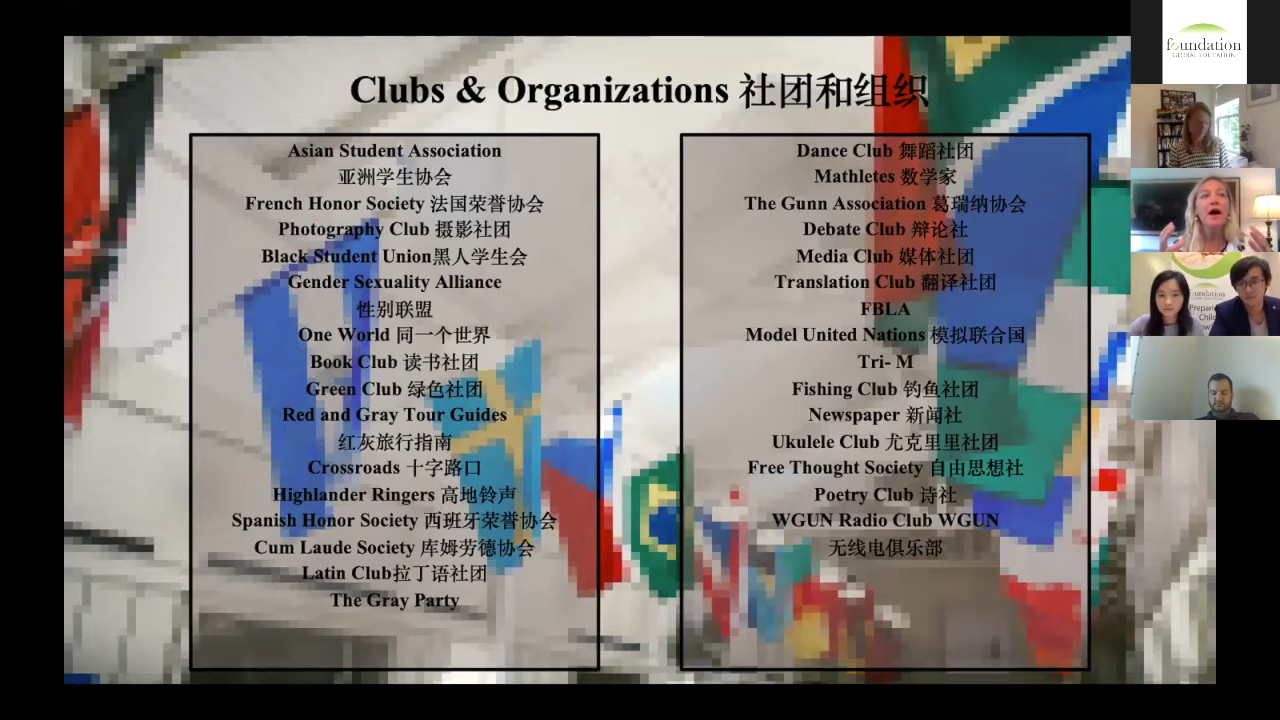 Clubs & Organizations 社团和组织
Asian Student Association
亚洲学生协会
French Honor Society 法国荣誉协会
Photography Club 摄影社团
Black Student Union黑人学生会
Gender Sexuality Alliance
性别联盟
One World 同一个世界
Book Club 读书社团
Green Club 绿色社团
Red and Gray Tour Guides
红灰旅行指南
Crossroads 十字路口
Highlander Ringers 高地铃声
Spanish Honor Society 西班牙荣誉协会
Cum Laude Society 库姆劳德协会
Latin Club拉丁语社团
The Gray Party
Dance Club 舞蹈社团
Mathletes 数学家
The Gunn Association 葛瑞纳协会
Debate Club 辩论社
Media Club 媒体社团
Translation Club 翻译社团
FBLA
Model United Nations 模拟联合国
Tri- M
Fishing Club 钓鱼社团
Newspaper 新闻社
Ukulele Club 尤克里里社团
Free Thought Society 自由思想社
Poetry Club 诗社
WGUN Radio Club WGUN
无线电俱乐部
foundation
GLOBAL EDUCATION